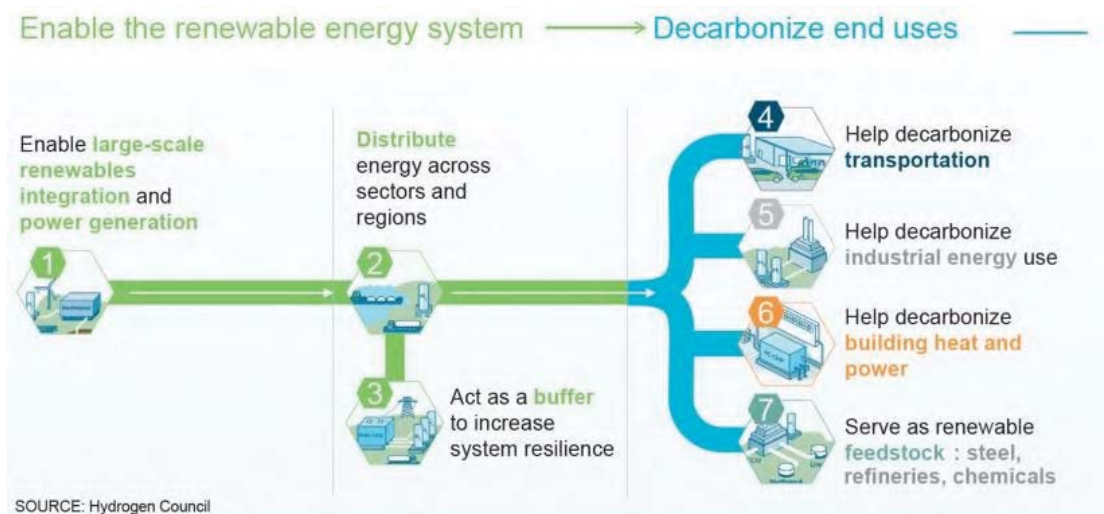 Enable the renewable energy system
Decarbonize end uses
Enable large-scale
renewables
integration and
power generation
1
Distribute
energy across
sectors and
regions
2
3
Act as a buffer
to increase
system resilience
4
Help decarbonize
transportation
5
Help decarbonize
industrial energy use
6
Help decarbonize
building heat and
power
7
Serve as renewable
feedstock : steel,
refineries, chemicals
SOURCE: Hydrogen Council